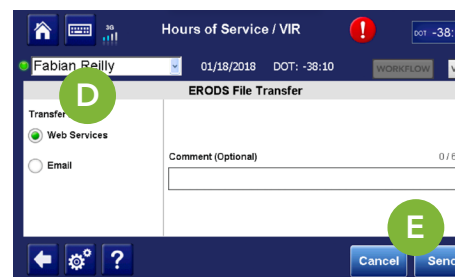 3G
Hours of Service / VIR
!
DOT -38:
Fabian Reilly
01/18/2018 DOT: -38:10
WORKFLOW
V
D
ERODS File Transfer
Transfer
Web Services
Email
Comment (Optional)
0 / 6
E
?
Cancel
Send